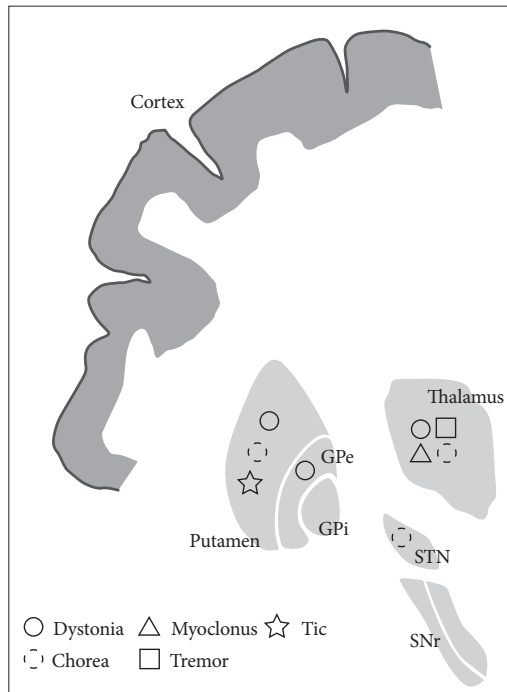 Cortex
Thalamus
GPe
GPi
Putamen
STN
SNr
Dystonia Myoclonus Tic
Chorea Tremor